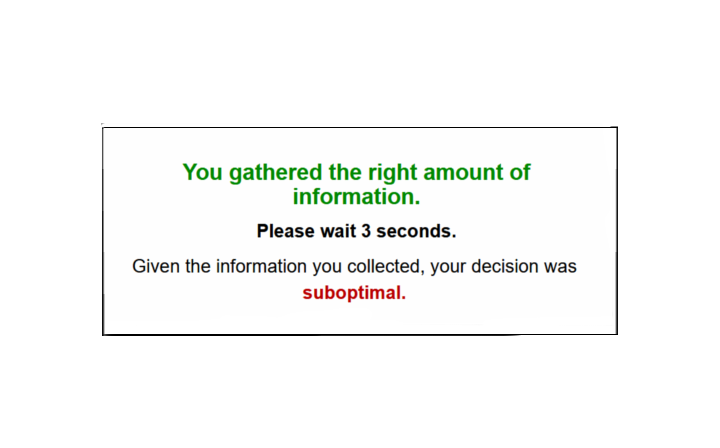 You gathered the right amount of
information.
Please wait 3 seconds.
Given the information you collected, your decision was
suboptimal.